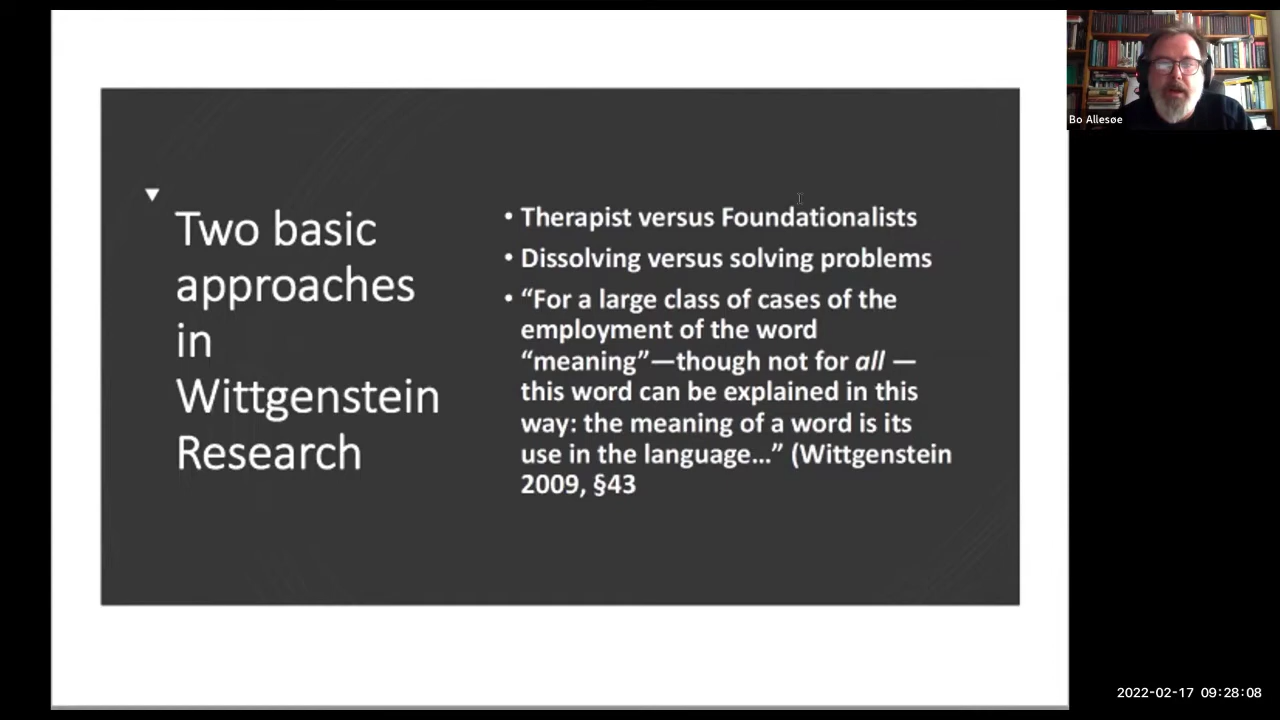 Two basic
approaches
in
Wittgenstein
Research
• Therapist versus Foundationalists
• Dissolving versus solving problems
• “For a large class of cases of the
employment of the word
“meaning”—though not for all —
this word can be explained in this
way: the meaning of a word is its
use in the language…” (Wittgenstein
2009, §43
Bo Allesøe
2022-02-17 09:28:08